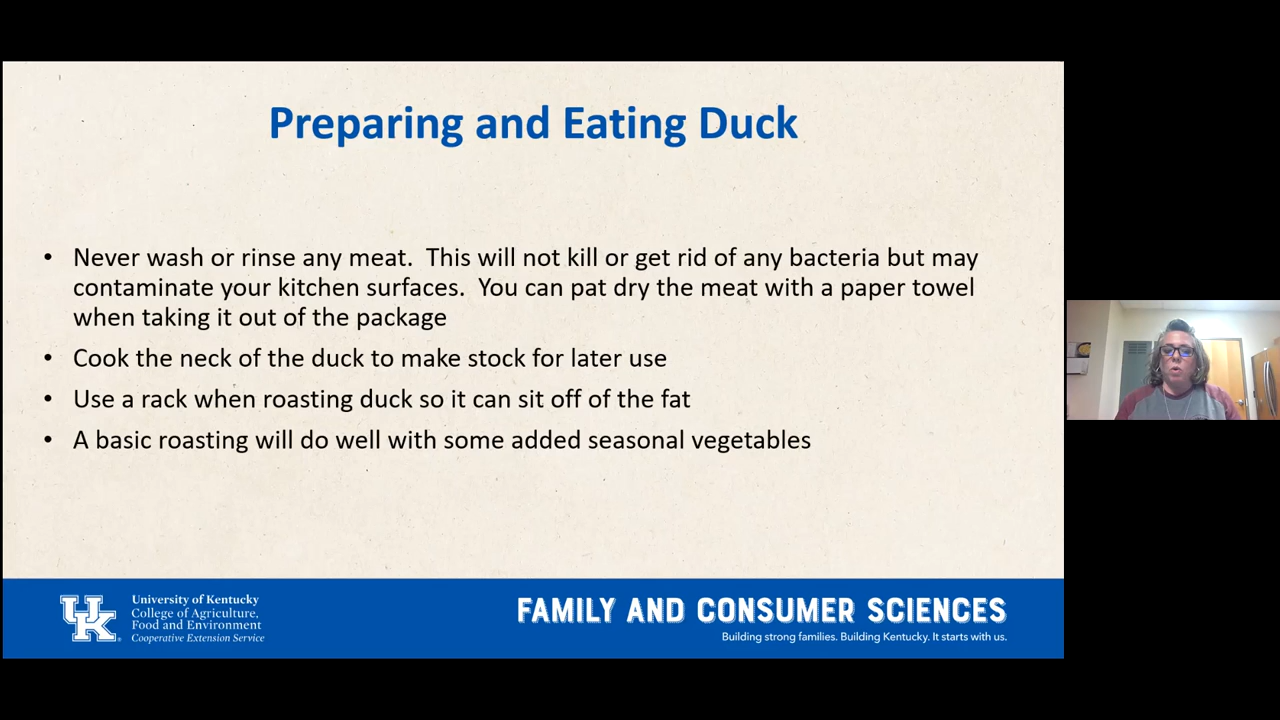 Preparing and Eating Duck
• Never wash or rinse any meat.  This will not kill or get rid of any bacteria but may
contaminate your kitchen surfaces.  You can pat dry the meat with a paper towel
when taking it out of the package
• Cook the neck of the duck to make stock for later use
• Use a rack when roasting duck so it can sit off of the fat
• A basic roasting will do well with some added seasonal vegetables
UK
University of Kentucky
College of Agriculture,
Food and Environment
Cooperative Extension Service
FAMILY AND CONSUMER SCIENCES
Building strong families. Building Kentucky. It starts with us.